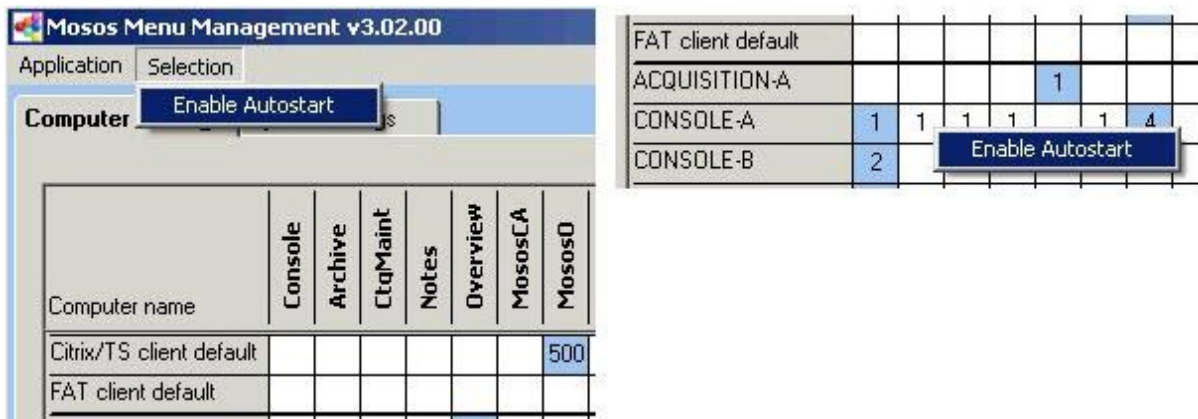 Mosos Menu Management v3.02.00
Application Selection
Enable Autostart
Computer
Computer name Console Archive CtqMaint Notes Overview MososCA MososO
Citrix/TS client default 500
FAT client default
FAT client default
ACQUISITION-A 1
CONSOLE-A 1 1 1 1 1 4
CONSOLE-B 2
Enable Autostart